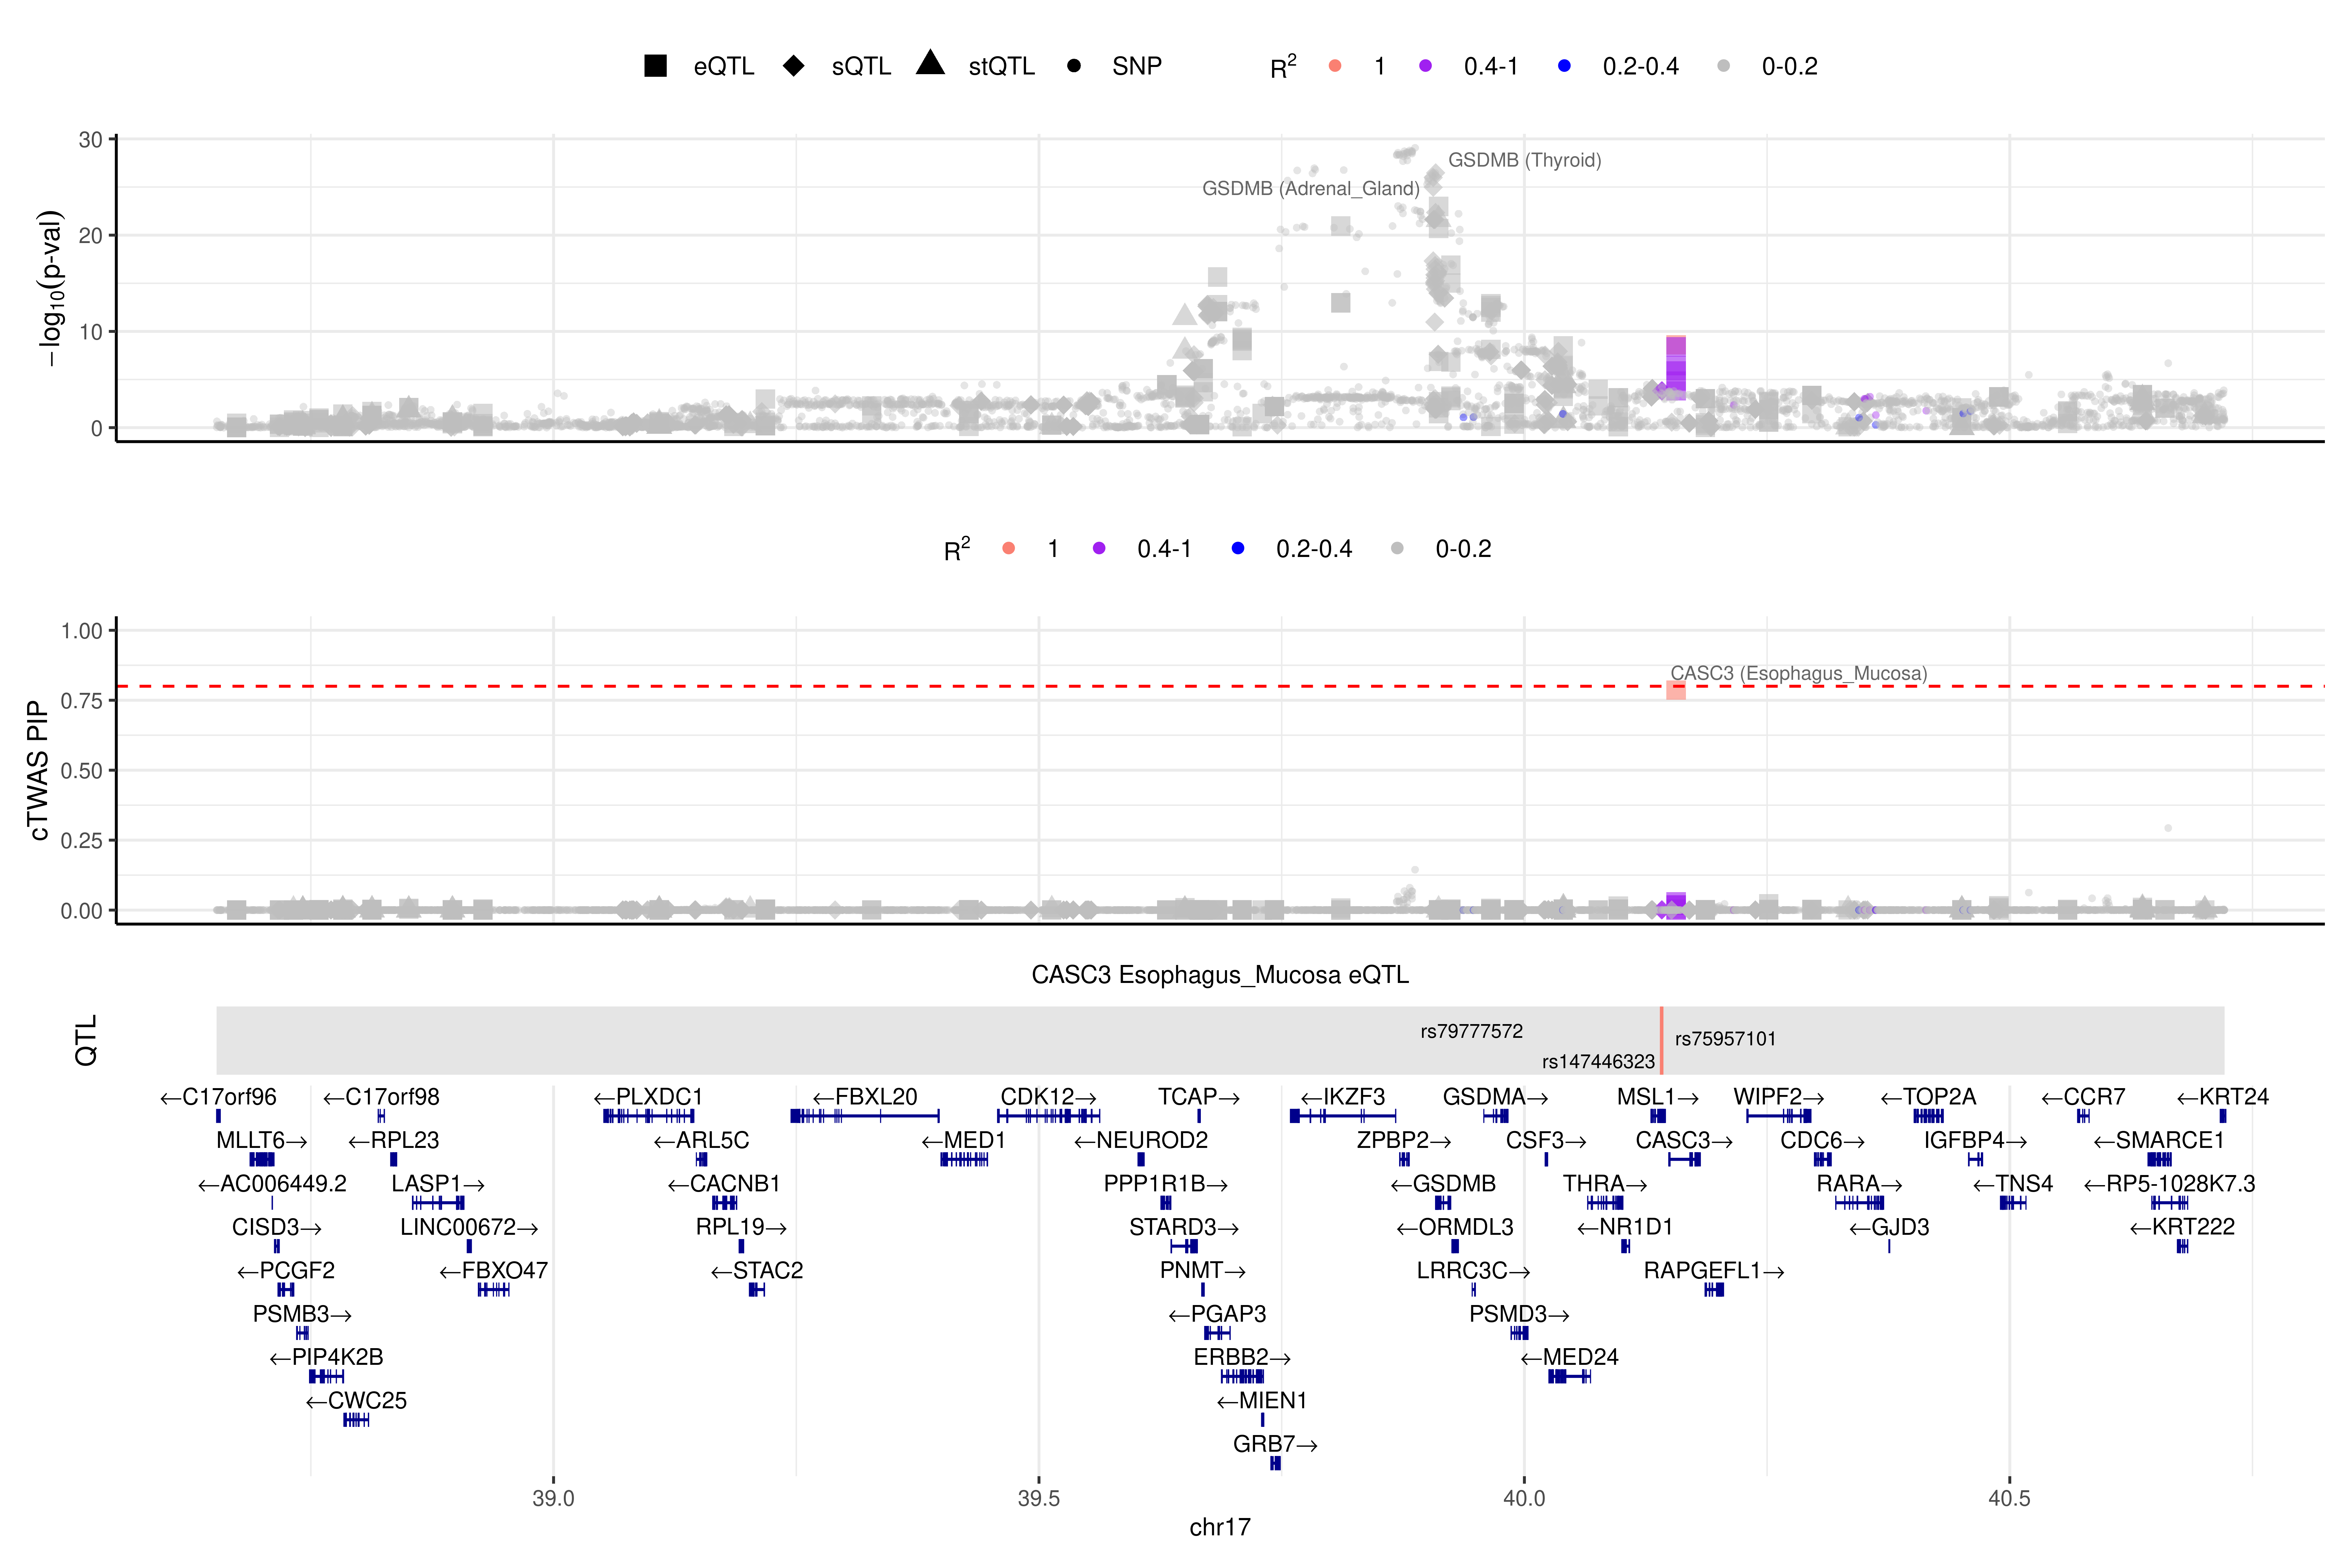 eQTL sQTL stQTL SNP R2 1 0.4-1 0.2-0.4 0-0.2
30
GSDMB (Thyroid)
GSDMB (Adrenal_Gland)
20
10
0
−log10(p-val)
R2 1 0.4-1 0.2-0.4 0-0.2
1.00
CASC3 (Esophagus_Mucosa)
0.75
0.50
0.25
0.00
cTWAS PIP
CASC3 Esophagus_Mucosa eQTL
QTL
rs79777572
rs75957101
rs147446323
←C17orf96 ←C17orf98 ←PLXDC1 ←FBXL20 CDK12→ TCAP→ ←IKZF3 GSDMA→ MSL1→ WIPF2→ ←TOP2A ←CCR7 ←KRT24
MLLT6→ ←RPL23 ←ARL5C ←MED1 ←NEUROD2 ZPBP2→ CSF3→ CASC3→ CDC6→ IGFBP4→ ←SMARCE1
←AC006449.2 LASP1→ ←CACNB1 PPP1R1B→ ←GSDMB THRA→ RARA→ ←TNS4 ←RP5-1028K7.3
CISD3→ LINC00672→ RPL19→ STARD3→ ←ORMDL3 ←NR1D1 ←GJD3 ←KRT222
←PCGF2 ←FBXO47 ←STAC2 PNMT→ LRRC3C→ RAPGEFL1→
PSMB3→ ←PGAP3 PSMD3→
←PIP4K2B ERBB2→ ←MED24
←CWC25 ←MIEN1
GRB7→
39.0 39.5 40.0 40.5
chr17